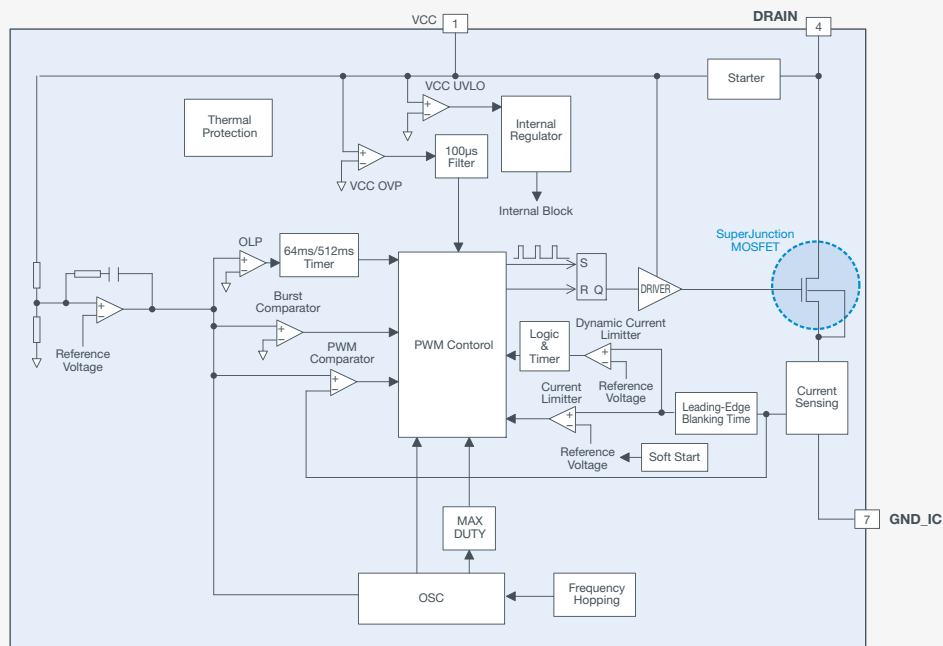 VCC
1
DRAIN
4
Starter
VCC UVLO
+
−
Thermal
Protection
Internal
Regulator
100μs
Filter
+
−
VCC OVP
Internal Block
SuperJunction
MOSFET
OLP
+
−
64ms/512ms
Timer
S
R Q
DRIVER
+
−
Reference
Voltage
Burst
Comparator
+
−
PWM Contorol
Dynamic Current
Limitter
Logic
&
Timer
+
−
Reference
Voltage
PWM
Comparator
+
−
Current
Limitter
+
−
Reference
Voltage
Leading-Edge
Blanking Time
Current
Sensing
Soft Start
MAX
DUTY
7
GND_IC
OSC
Frequency
Hopping